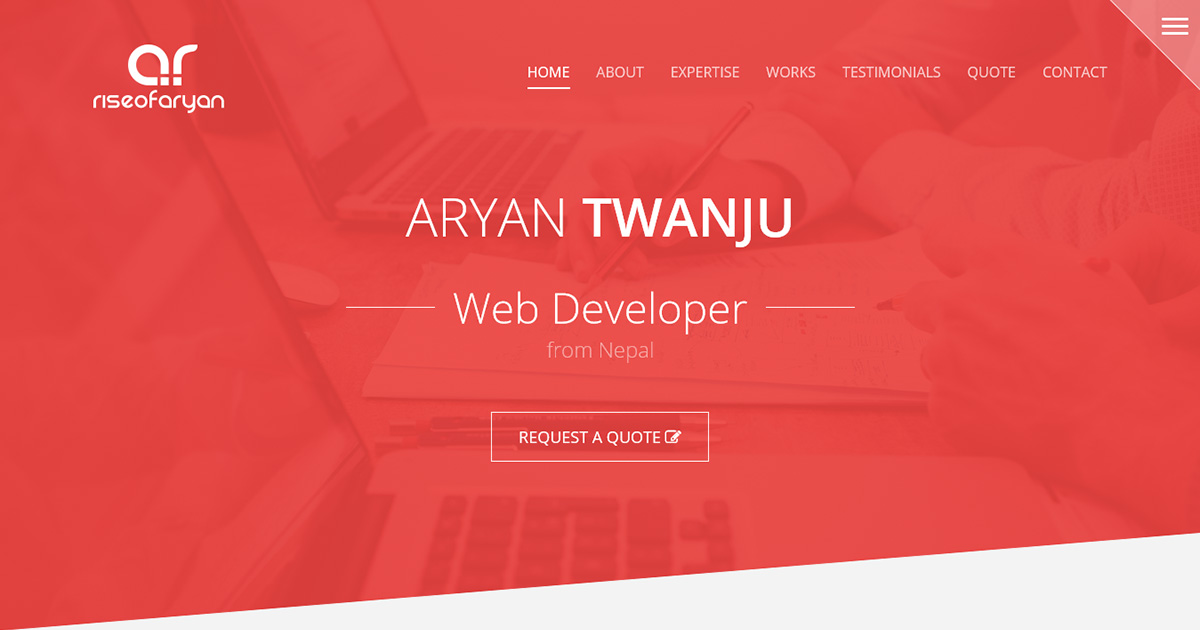 ar
riseofaryan
HOME ABOUT EXPERTISE WORKS TESTIMONIALS QUOTE CONTACT
ARYAN TWANJU
Web Developer
from Nepal
REQUEST A QUOTE